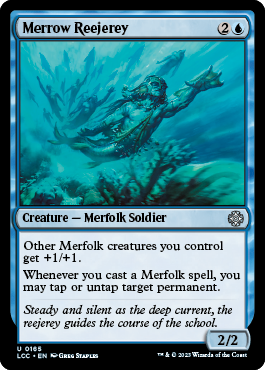 Merrow Reejerey 2
Creature — Merfolk Soldier
Other Merfolk creatures you control
get +1/+1.
Whenever you cast a Merfolk spell, you
may tap or untap target permanent.
Steady and silent as the deep current, the
reejerey guides the course of the school.
2/2
U 0165
LCC • EN Greg Staples
™ & © 2023 Wizards of the Coast